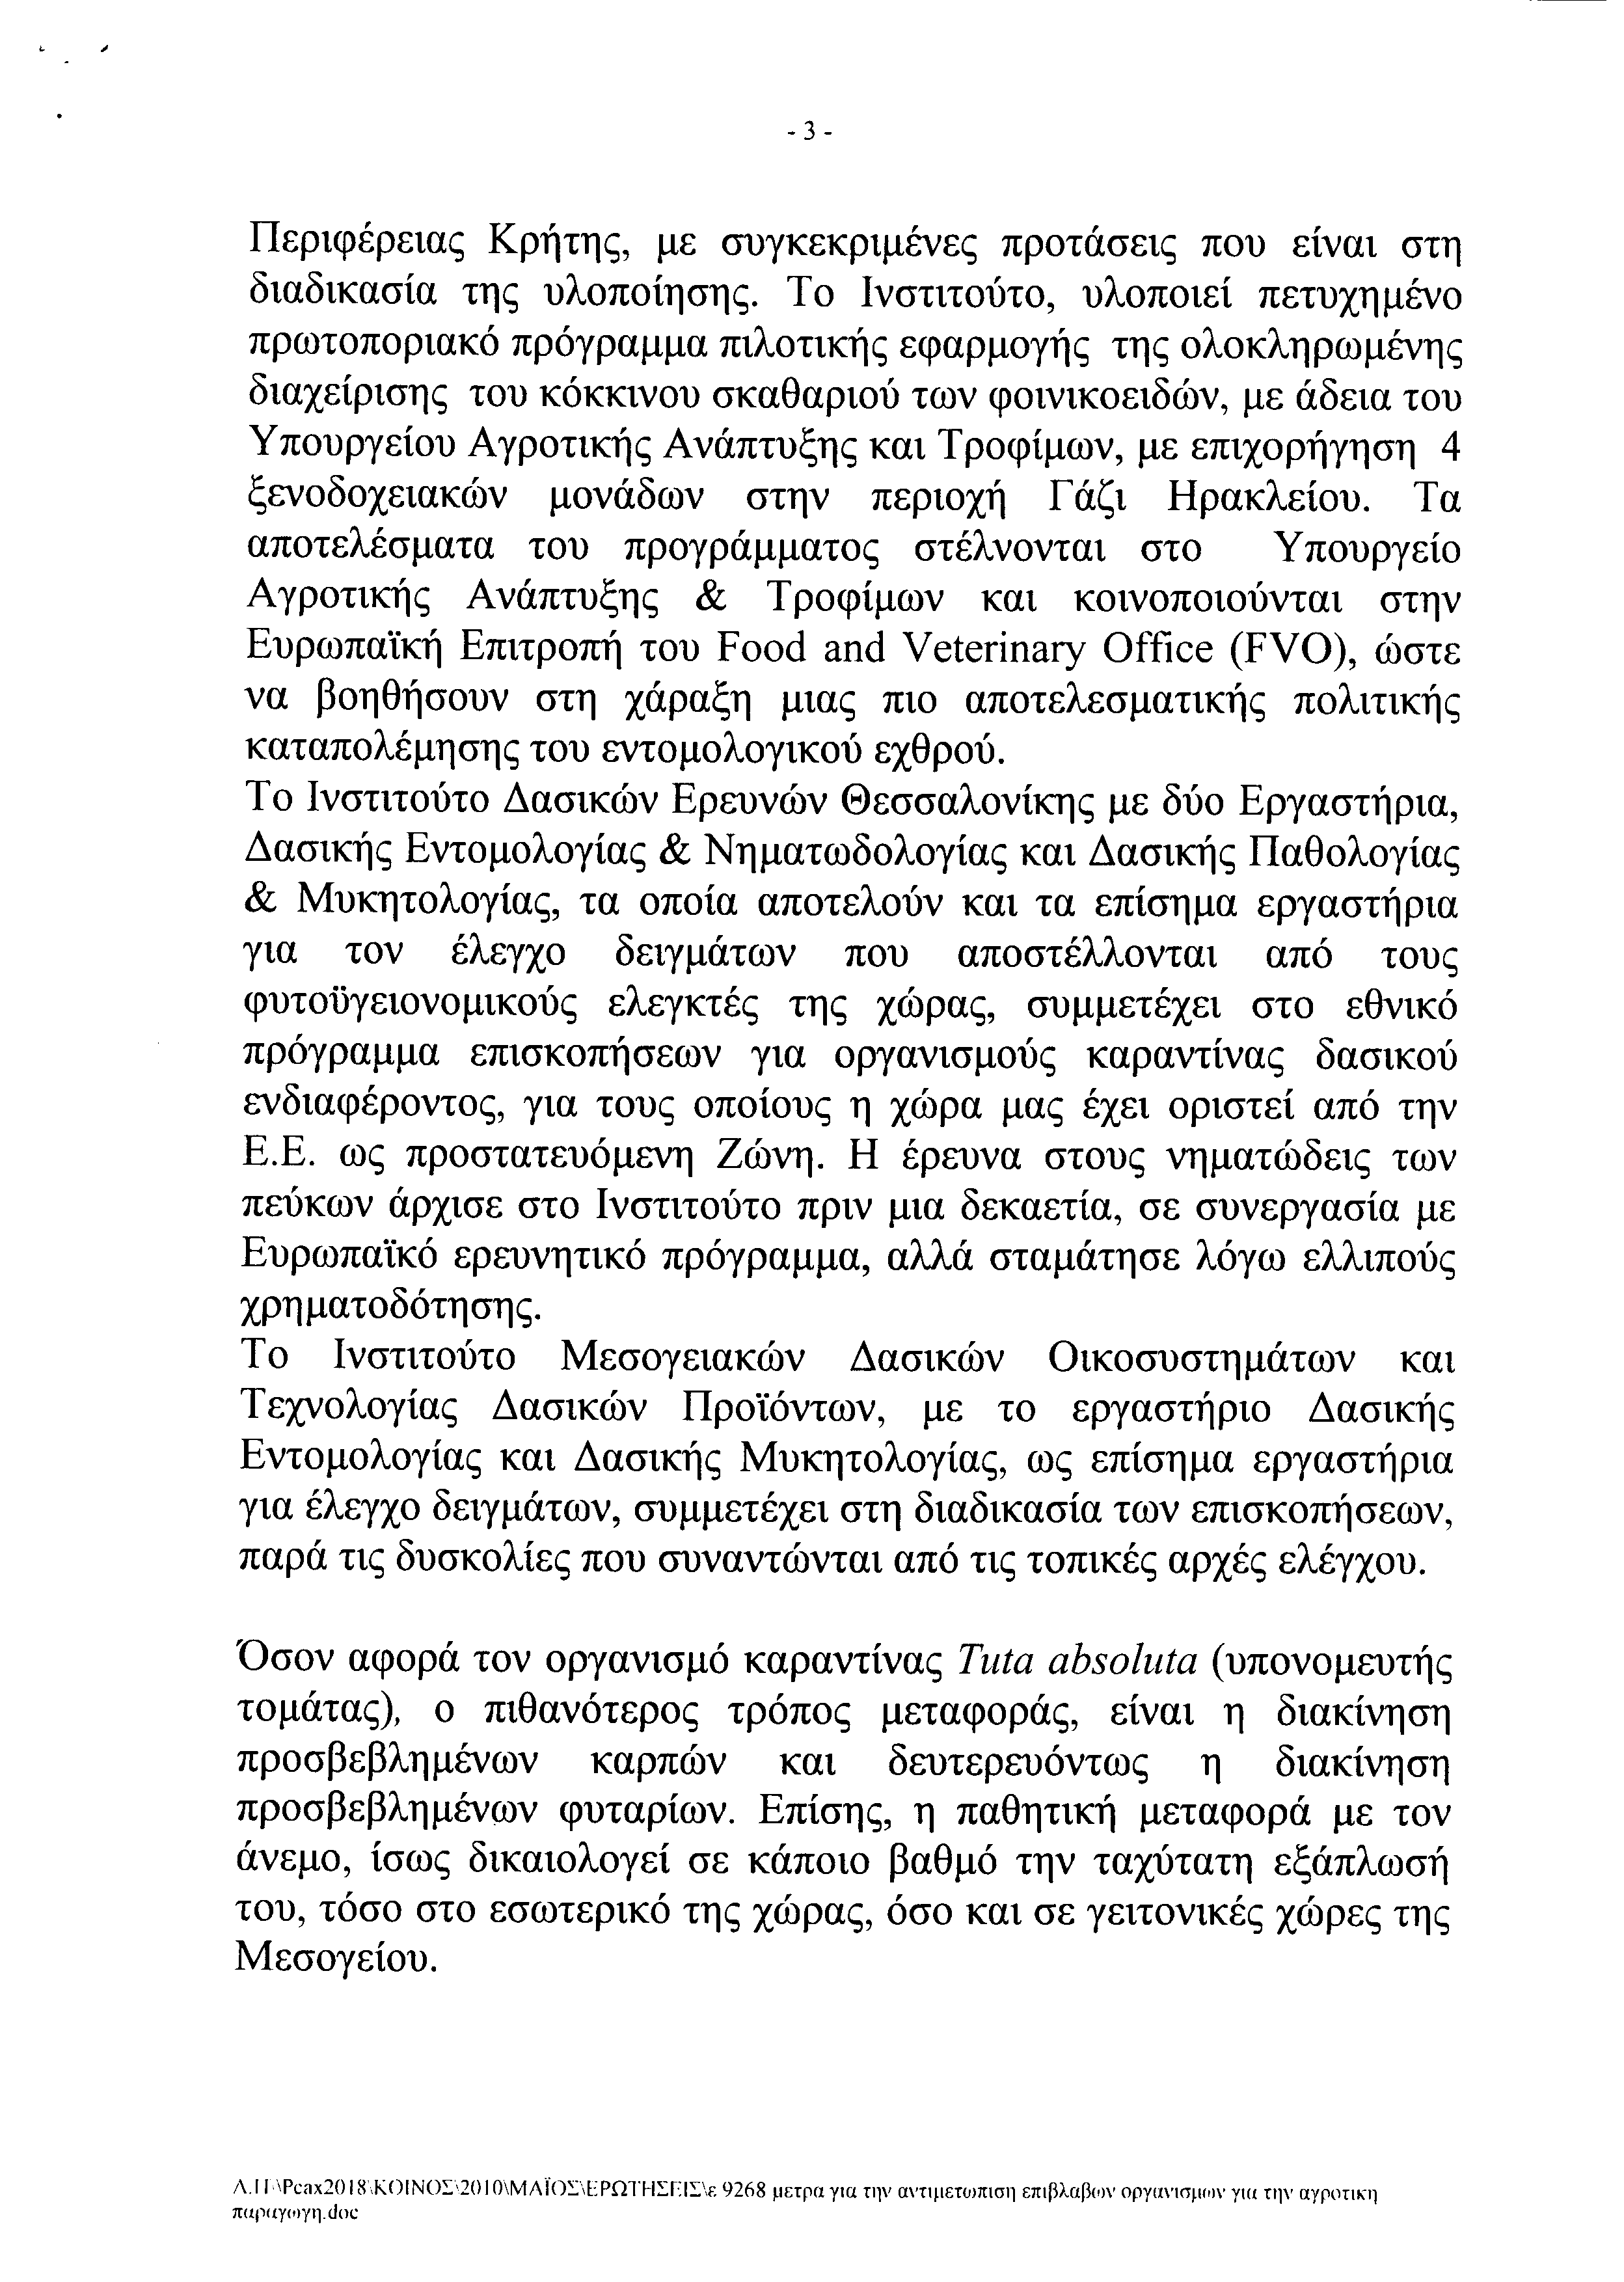 - 3 -
Περιφέρειας Κρήτης, με συγκεκριμένες προτάσεις που είναι στη
διαδικασία της υλοποίησης. Το Ινστιτούτο, υλοποιεί πετυχημένο
πρωτοποριακό πρόγραμμα πιλοτικής εφαρμογής της ολοκληρωμένης
διαχείρισης του κόκκινου σκαθαριού των φοινικοειδών, με άδεια του
Υπουργείου Αγροτικής Ανάπτυξης και Τροφίμων, με επιχορήγηση 4
ξενοδοχειακών μονάδων στην περιοχή Γάζι Ηρακλείου. Τα
αποτελέσματα του προγράμματος στέλνονται στο Υπουργείο
Αγροτικής Ανάπτυξης & Τροφίμων και κοινοποιούνται στην
Ευρωπαϊκή Επιτροπή του Food and Veterinary Office (FVO), ώστε
να βοηθήσουν στη χάραξη μιας πιο αποτελεσματικής πολιτικής
καταπολέμησης του εντομολογικού εχθρού.
Το Ινστιτούτο Δασικών Ερευνών Θεσσαλονίκης με δύο Εργαστήρια,
Δασικής Εντομολογίας & Νηματωδολογίας και Δασικής Παθολογίας
& Μυκητολογίας, τα οποία αποτελούν και τα επίσημα εργαστήρια
για τον έλεγχο δειγμάτων που αποστέλλονται από τους
φυτοϋγειονομικούς ελεγκτές της χώρας, συμμετέχει στο εθνικό
πρόγραμμα επισκοπήσεων για οργανισμούς καραντίνας δασικού
ενδιαφέροντος, για τους οποίους η χώρα μας έχει οριστεί από την
Ε.Ε. ως προστατευόμενη Ζώνη. Η έρευνα στους νηματώδεις των
πεύκων άρχισε στο Ινστιτούτο πριν μια δεκαετία, σε συνεργασία με
Ευρωπαϊκό ερευνητικό πρόγραμμα, αλλά σταμάτησε λόγω ελλιπούς
χρηματοδότησης.
Το Ινστιτούτο Μεσογειακών Δασικών Οικοσυστημάτων και
Τεχνολογίας Δασικών Προϊόντων, με το εργαστήριο Δασικής
Εντομολογίας και Δασικής Μυκητολογίας, ως επίσημα εργαστήρια
για έλεγχο δειγμάτων, συμμετέχει στη διαδικασία των επισκοπήσεων,
παρά τις δυσκολίες που συναντώνται από τις τοπικές αρχές ελέγχου.
Όσον αφορά τον οργανισμό καραντίνας Tuta absoluta (υπονομευτής
τομάτας), ο πιθανότερος τρόπος μεταφοράς, είναι η διακίνηση
προσβεβλημένων καρπών και δευτερευόντως η διακίνηση
προσβεβλημένων φυταρίων. Επίσης, η παθητική μεταφορά με τον
άνεμο, ίσως δικαιολογεί σε κάποιο βαθμό την ταχύτατη εξάπλωσή
του, τόσο στο εσωτερικό της χώρας, όσο και σε γειτονικές χώρες της
Μεσογείου.
Λ.Π \Pcax2018\ΚΟΙΝΟΣ\2010\ΜΑΪΟΣ\ΕΡΩΤΗΣΕΙΣ\ε 9268 μετρα για την αντιμετωπιση επιβλαβων οργανισμων για την αγροτικη
παραγωγη.doc